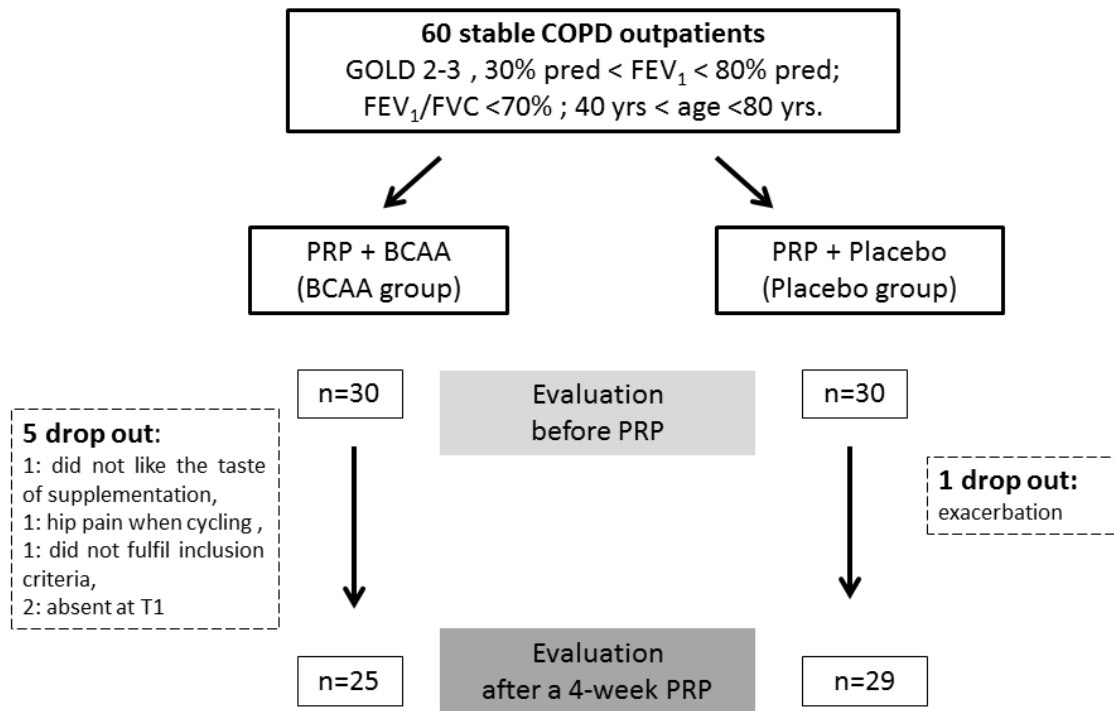 60 stable COPD outpatients
GOLD 2-3 , 30% pred < FEV₁ < 80% pred;
FEV₁/FVC <70% ; 40 yrs < age <80 yrs.
PRP + BCAA
(BCAA group)
PRP + Placebo
(Placebo group)
n=30
Evaluation
before PRP
n=30
5 drop out:
1: did not like the taste
of supplementation,
1: hip pain when cycling ,
1: did not fulfil inclusion
criteria,
2: absent at T1
1 drop out:
exacerbation
n=25
Evaluation
after a 4-week PRP
n=29